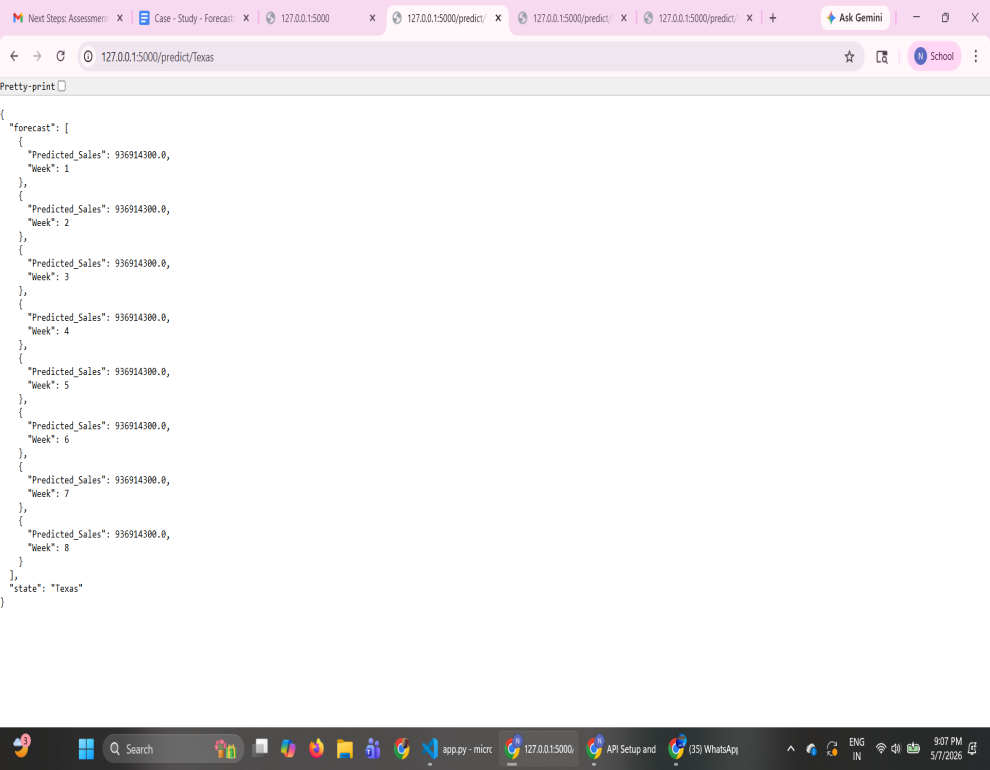 Next Steps: Assessment
Case - Study - Forecast
127.0.0.1:5000
127.0.0.1:5000/predict/
127.0.0.1:5000/predict/
127.0.0.1:5000/predict/
Ask Gemini
127.0.0.1:5000/predict/Texas
N School
Pretty-print
{
"forecast": [
{
"Predicted_Sales": 936914300.0,
"Week": 1
},
{
"Predicted_Sales": 936914300.0,
"Week": 2
},
{
"Predicted_Sales": 936914300.0,
"Week": 3
},
{
"Predicted_Sales": 936914300.0,
"Week": 4
},
{
"Predicted_Sales": 936914300.0,
"Week": 5
},
{
"Predicted_Sales": 936914300.0,
"Week": 6
},
{
"Predicted_Sales": 936914300.0,
"Week": 7
},
{
"Predicted_Sales": 936914300.0,
"Week": 8
}
],
"state": "Texas"
}
3
Search
app.py - micro
127.0.0.1:5000/
API Setup and
(35) WhatsApp
ENG
IN
9:07 PM
5/7/2026